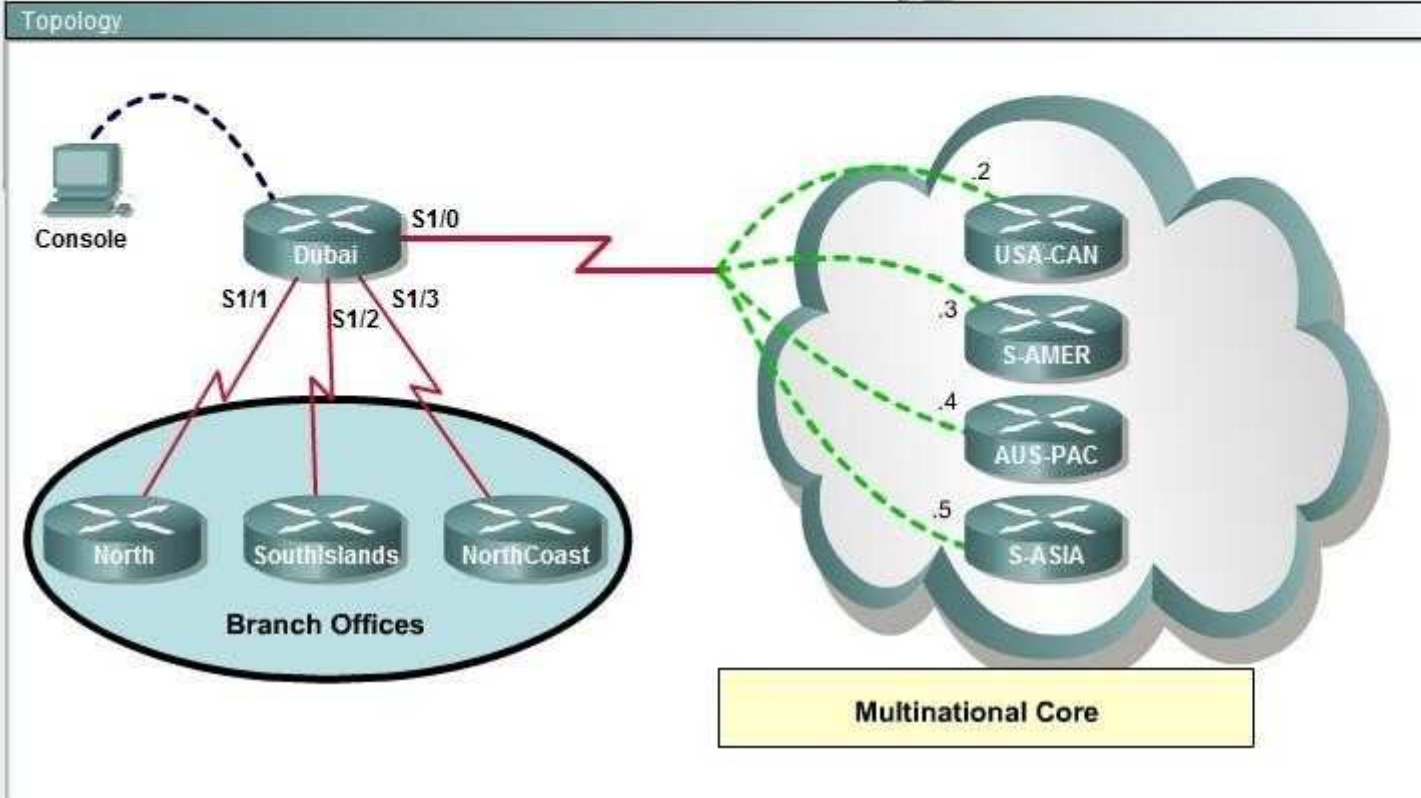 Topology
.2
S1/0
USA-CAN
Console
Dubai
S1/1
S1/3
S1/2
.3
S-AMER
.4
AUS-PAC
.5
North
SouthIslands
NorthCoast
S-ASIA
Branch Offices
Multinational Core